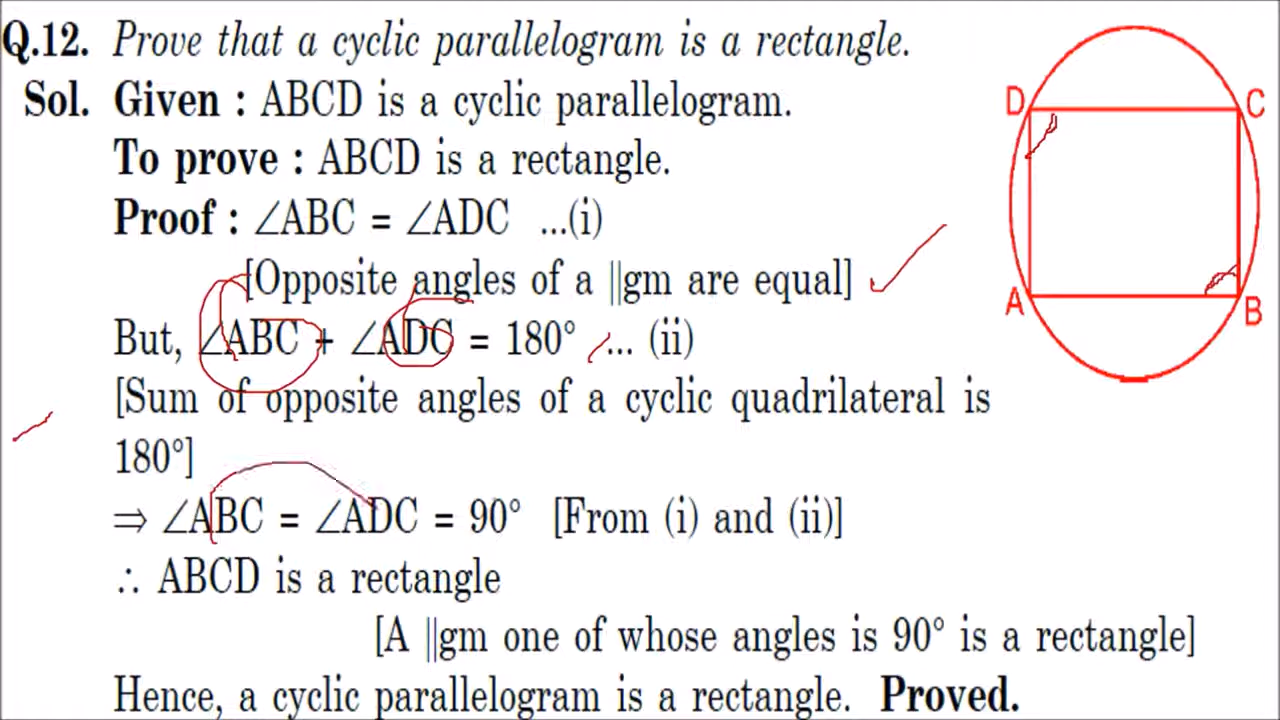 Q.12. Prove that a cyclic parallelogram is a rectangle.
Sol. Given : ABCD is a cyclic parallelogram.
To prove : ABCD is a rectangle.
Proof : ∠ABC = ∠ADC ...(i)
[Opposite angles of a ||gm are equal]
But, ∠ABC + ∠ADC = 180° ... (ii)
[Sum of opposite angles of a cyclic quadrilateral is
180°]
⇒ ∠ABC = ∠ADC = 90° [From (i) and (ii)]
∴ ABCD is a rectangle
[A ||gm one of whose angles is 90° is a rectangle]
Hence, a cyclic parallelogram is a rectangle. Proved.
D C
A B